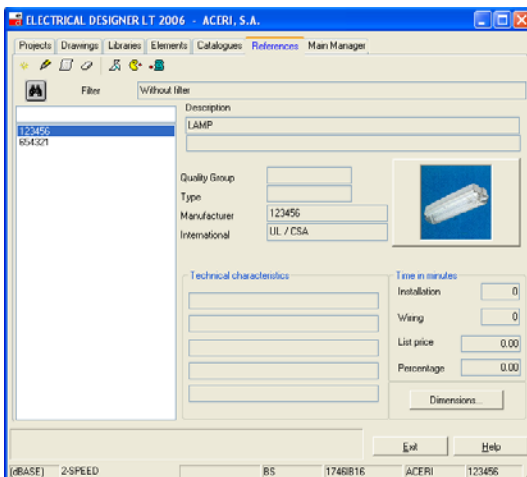 ELECTRICAL DESIGNER LT 2006 - ACERI, S.A.
Projects Drawings Libraries Elements Catalogues References Main Manager
Filter Without filter
Description
123456 LAMP
654321
Quality Group
Type
Manufacturer 123456
International UL / CSA
Technical characteristics Time in minutes
Installation 0
Wiring 0
List price 0.00
Percentage 0.00
Dimensions...
Exit Help
[dBASE] 2-SPEED BS 1746IB16 ACERI 123456